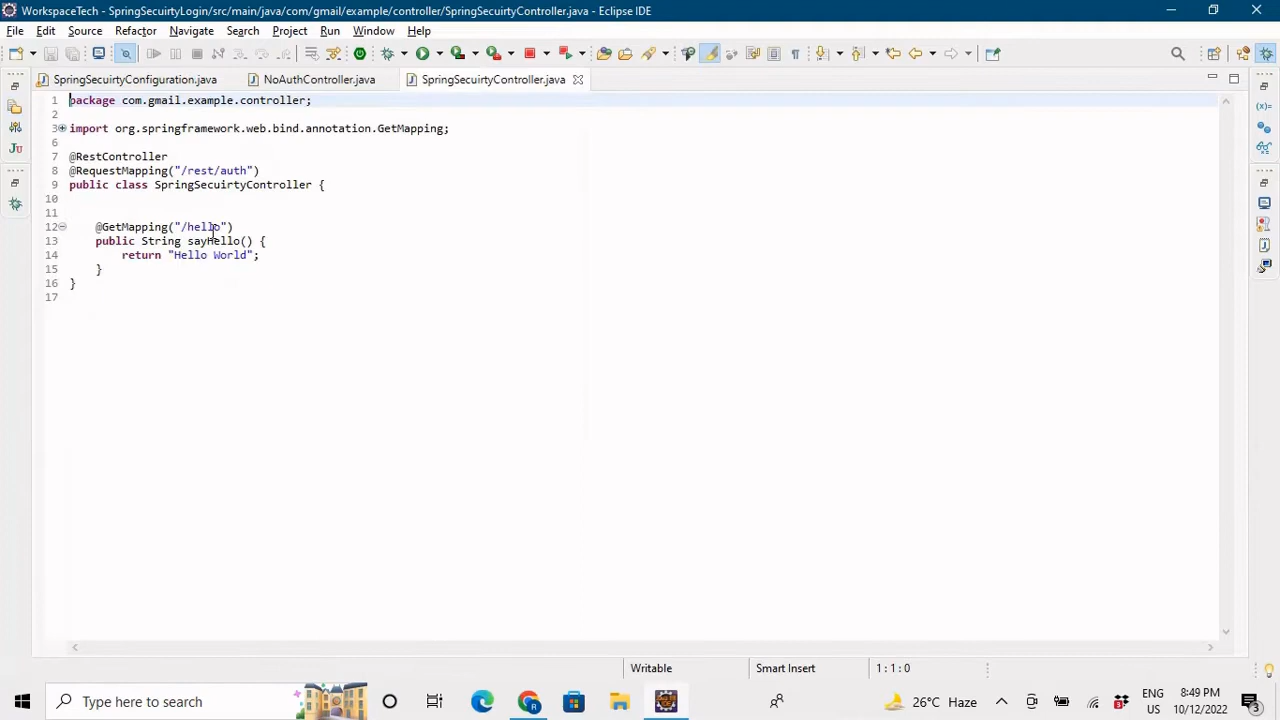 WorkspaceTech - SpringSecuirtyLogin/src/main/java/com/gmail/example/controller/SpringSecuirtyController.java - Eclipse IDE
File Edit Source Refactor Navigate Search Project Run Window Help
SpringSecuirtyConfiguration.java NoAuthController.java SpringSecuirtyController.java
1 package com.gmail.example.controller;
2
3 import org.springframework.web.bind.annotation.GetMapping;
6
7 @RestController
8 @RequestMapping("/rest/auth")
9 public class SpringSecuirtyController {
10
11
12 @GetMapping("/hello")
13 public String sayHello() {
14 return "Hello World";
15 }
16 }
17
Writable Smart Insert 1 : 1 : 0
Type here to search 26°C Haze ENG US 8:49 PM 10/12/2022 3